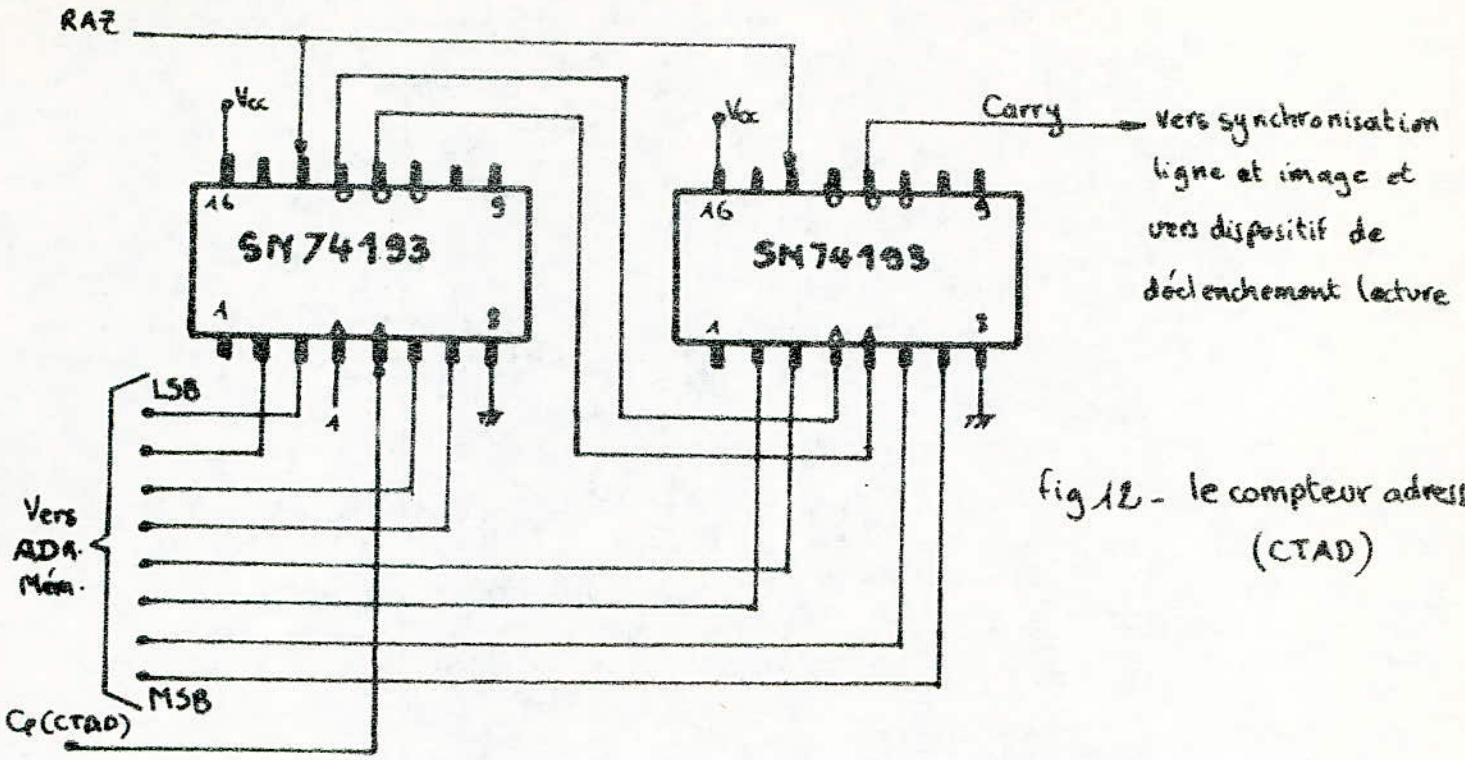 RAZ
Vcc
Vcc
Carry
vers synchronisation
ligne et image et
vers dispositif de
déclenchement lecture
16
9
SN74193
1
8
16
9
SN74193
1
8
LSB
1
Vers
ADR.
Mém.
MSB
Cp(CTAD)
fig 12 - le compteur adress
(CTAD)